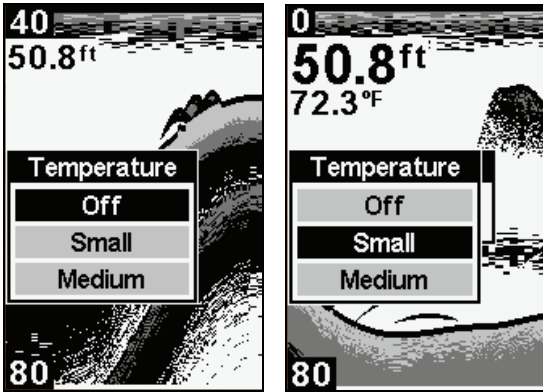 40
50.8ft
Temperature
Off
Small
Medium
80
0
50.8ft
72.3°F
Temperature
Off
Small
Medium
80